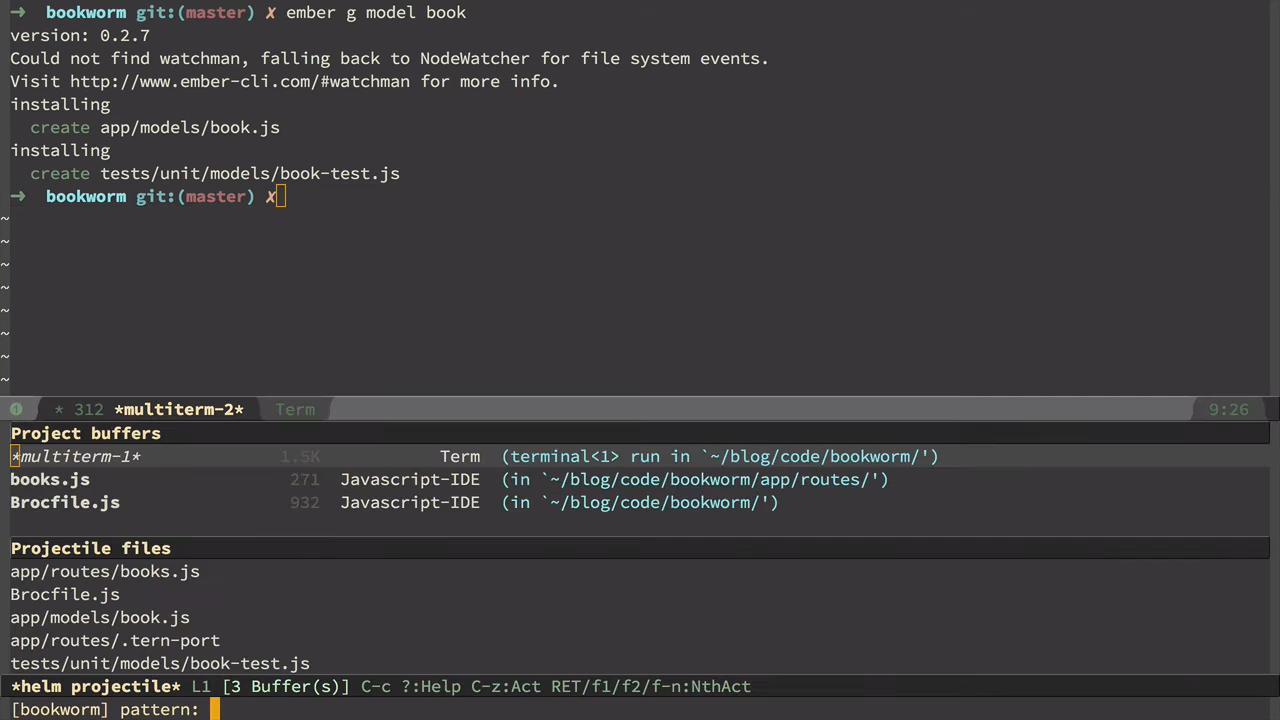 ➜  bookworm git:(master) ✗ ember g model book
version: 0.2.7
Could not find watchman, falling back to NodeWatcher for file system events.
Visit http://www.ember-cli.com/#watchman for more info.
installing
  create app/models/book.js
installing
  create tests/unit/models/book-test.js
➜  bookworm git:(master) ✗
~
~
~
~
~
~
~
~
❶ * 312 *multiterm-2* Term 9:26
Project buffers
*multiterm-1* 1.5K Term (terminal<1> run in `~/blog/code/bookworm/')
books.js 271 Javascript-IDE (in `~/blog/code/bookworm/app/routes/')
Brocfile.js 932 Javascript-IDE (in `~/blog/code/bookworm/')
Projectile files
app/routes/books.js
Brocfile.js
app/models/book.js
app/routes/.tern-port
tests/unit/models/book-test.js
*helm projectile* L1 [3 Buffer(s)] C-c ?:Help C-z:Act RET/f1/f2/f-n:NthAct
[bookworm] pattern: